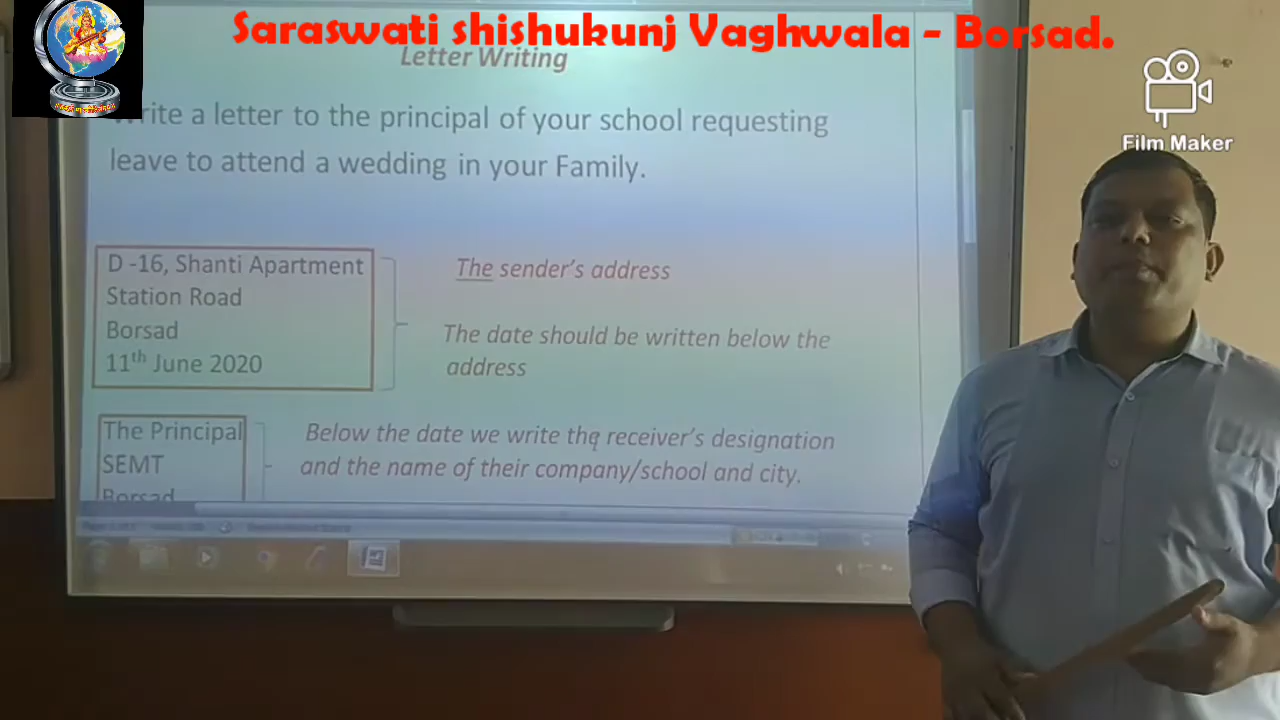 Saraswati shishukunj Vaghwala - Borsad.
Letter Writing
Film Maker
Write a letter to the principal of your school requesting
leave to attend a wedding in your Family.
D -16, Shanti Apartment
Station Road
Borsad
11th June 2020
The sender's address
The date should be written below the
address
The Principal
SEMT
Borsad
Below the date we write the receiver's designation
and the name of their company/school and city.